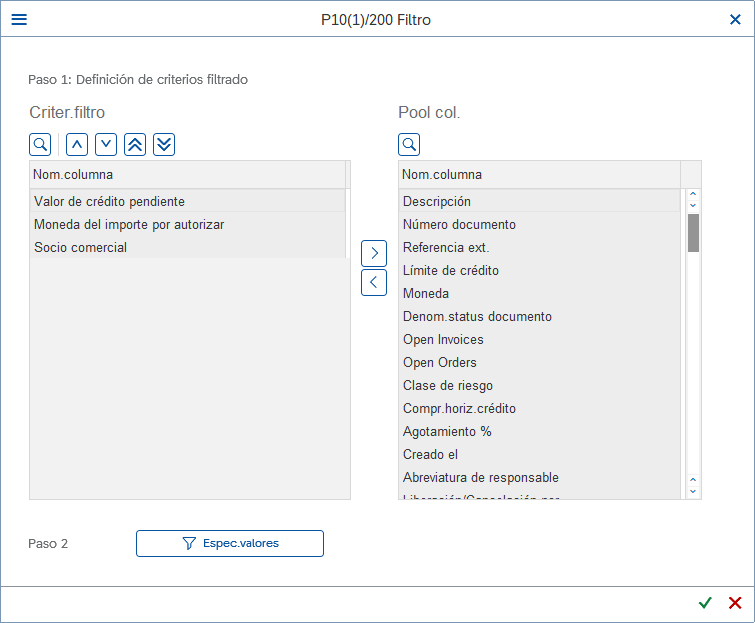 P10(1)/200 Filtro
Paso 1: Definición de criterios filtrado
Criter.filtro
Nom.columna
Valor de crédito pendiente
Moneda del importe por autorizar
Socio comercial
Pool col.
Nom.columna
Descripción
Número documento
Referencia ext.
Límite de crédito
Moneda
Denom.status documento
Open Invoices
Open Orders
Clase de riesgo
Compr.horiz.crédito
Agotamiento %
Creado el
Abreviatura de responsable
Liberación/Cancelación por
Paso 2
Espec.valores